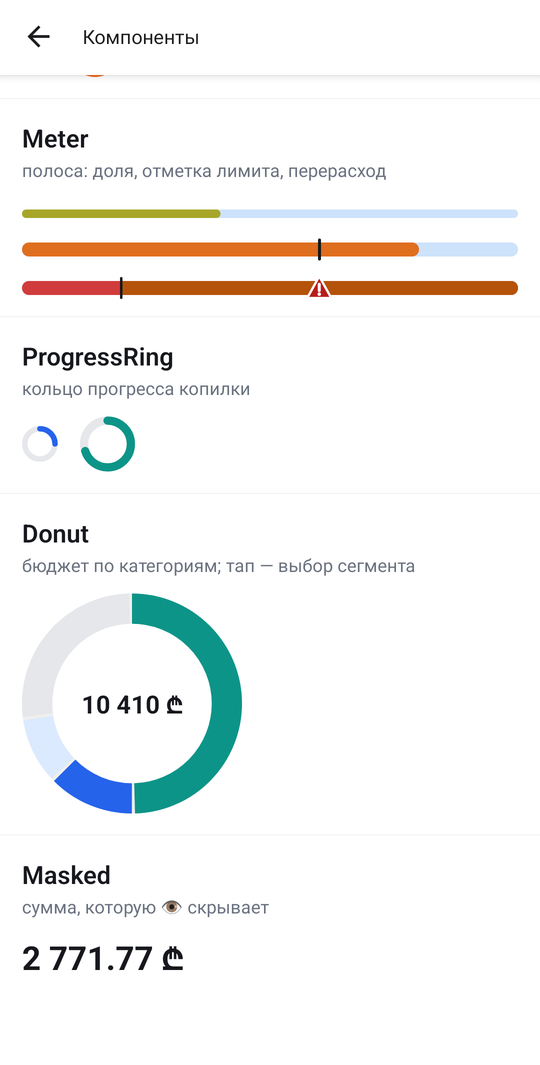 Компоненты
Meter
полоса: доля, отметка лимита, перерасход
ProgressRing
кольцо прогресса копилки
Donut
бюджет по категориям; тап — выбор сегмента
10 410 ₾
Masked
сумма, которую 👁️ скрывает
2 771.77 ₾